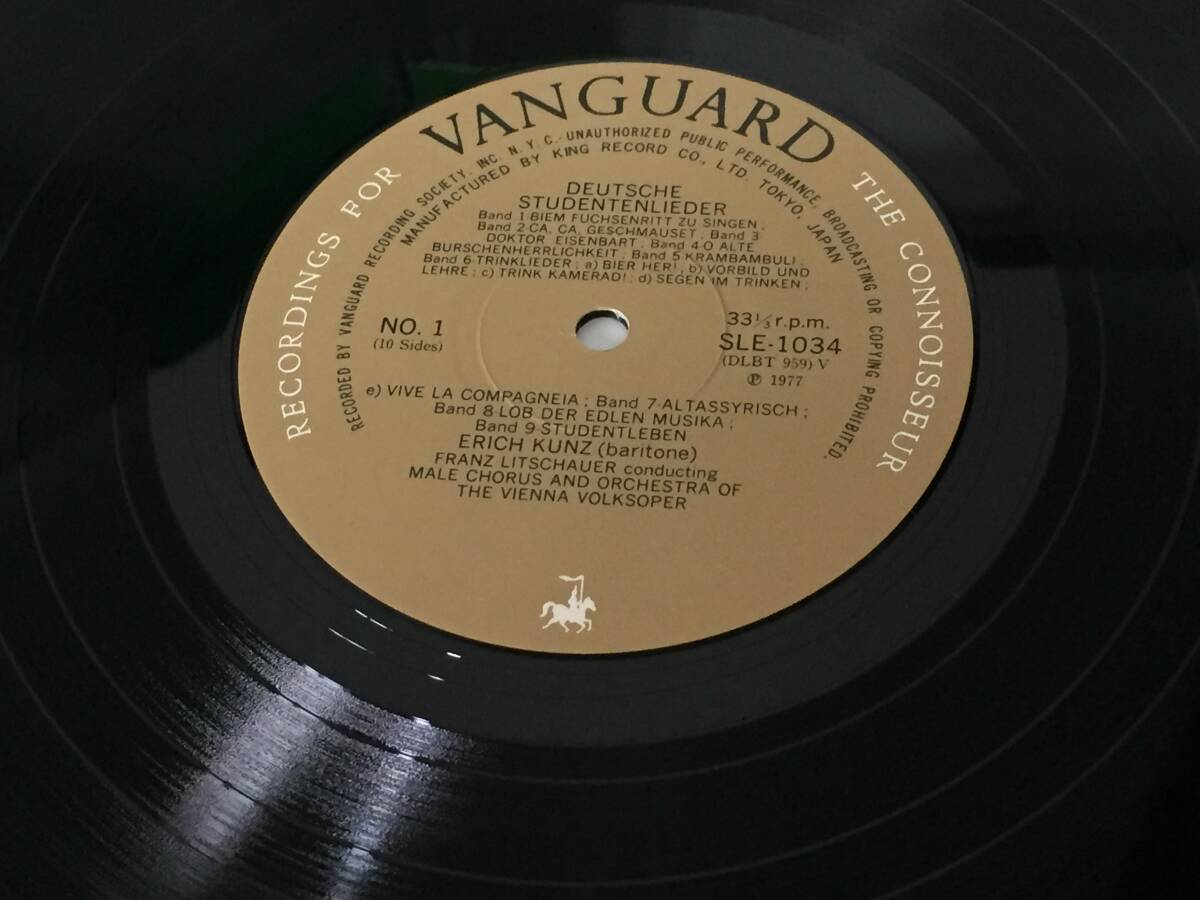 RECORDINGS FOR VANGUARD THE CONNOISSEUR
RECORDED BY VANGUARD RECORDING SOCIETY, INC. N.Y.C.·UNAUTHORIZED PUBLIC PERFORMANCE, BROADCASTING OR COPYING PROHIBITED.
MANUFACTURED BY KING RECORD CO., LTD. TOKYO, JAPAN
DEUTSCHE
STUDENTENLIEDER
Band 1·BIEM FUCHSENRITT ZU SINGEN;
Band 2·CA, CA, GESCHMAUSET; Band 3
DOKTOR EISENBART; Band 4·O ALTE
BURSCHENHERRLICHKEIT; Band 5·KRAMBAMBULI;
Band 6·TRINKLIEDER; a) BIER HER!, b) VORBILD UND
LEHRE; c) TRINK KAMERAD!; d) SEGEN IM TRINKEN;
NO. 1
(10 Sides)
33⅓ r.p.m.
SLE-1034
(DLBT 959) V
℗ 1977
e) VIVE LA COMPAGNEIA; Band 7·ALTASSYRISCH;
Band 8·LOB DER EDLEN MUSIKA;
Band 9·STUDENTLEBEN
ERICH KUNZ (baritone)
FRANZ LITSCHAUER conducting
MALE CHORUS AND ORCHESTRA OF
THE VIENNA VOLKSOPER